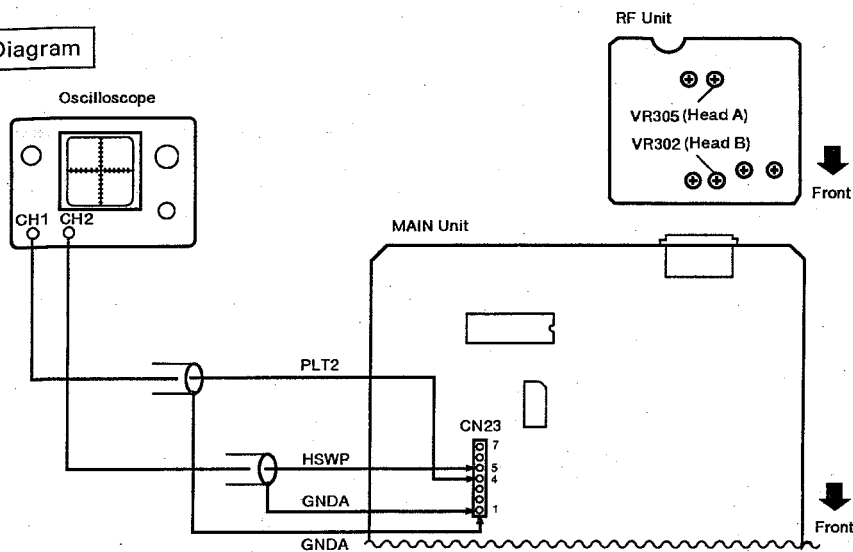 Diagram
RF Unit
Oscilloscope
VR305 (Head A)
VR302 (Head B)
Front
CH1 CH2
MAIN Unit
PLT2
CN23
7
HSWP
5
4
GNDA
1
Front
GNDA